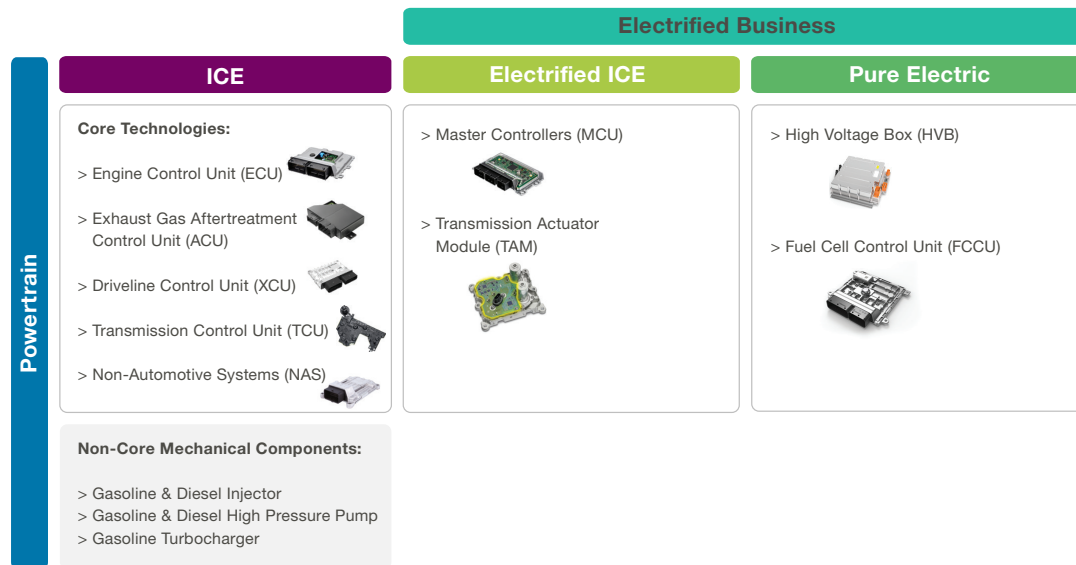 Electrified Business
ICE
Electrified ICE
Pure Electric
Powertrain
Core Technologies:
> Engine Control Unit (ECU)
> Exhaust Gas Aftertreatment
Control Unit (ACU)
> Driveline Control Unit (XCU)
> Transmission Control Unit (TCU)
> Non-Automotive Systems (NAS)
> Master Controllers (MCU)
> Transmission Actuator
Module (TAM)
> High Voltage Box (HVB)
> Fuel Cell Control Unit (FCCU)
Non-Core Mechanical Components:
> Gasoline & Diesel Injector
> Gasoline & Diesel High Pressure Pump
> Gasoline Turbocharger